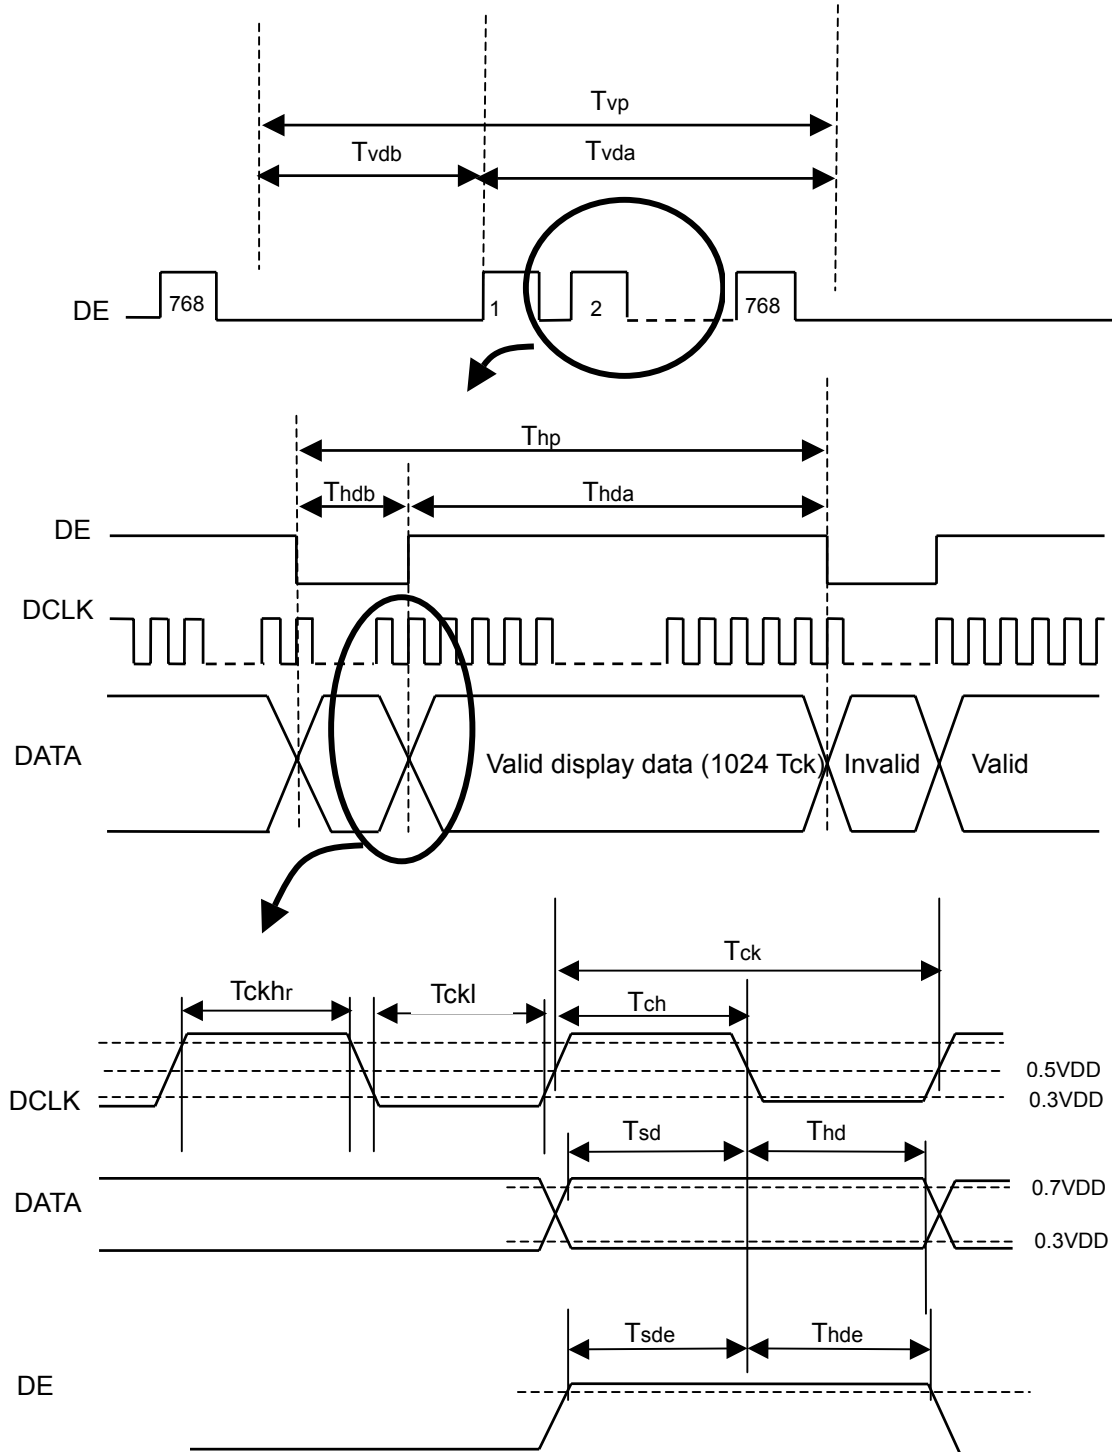 Tvp
Tvdb Tvda
DE 768 1 2 768
Thp
Thdb Thda
DE
DCLK
DATA Valid display data (1024 Tck) Invalid Valid
Tck
Tckhr Tckl Tch
0.5VDD
DCLK 0.3VDD
Tsd Thd
DATA 0.7VDD
0.3VDD
Tsde Thde
DE